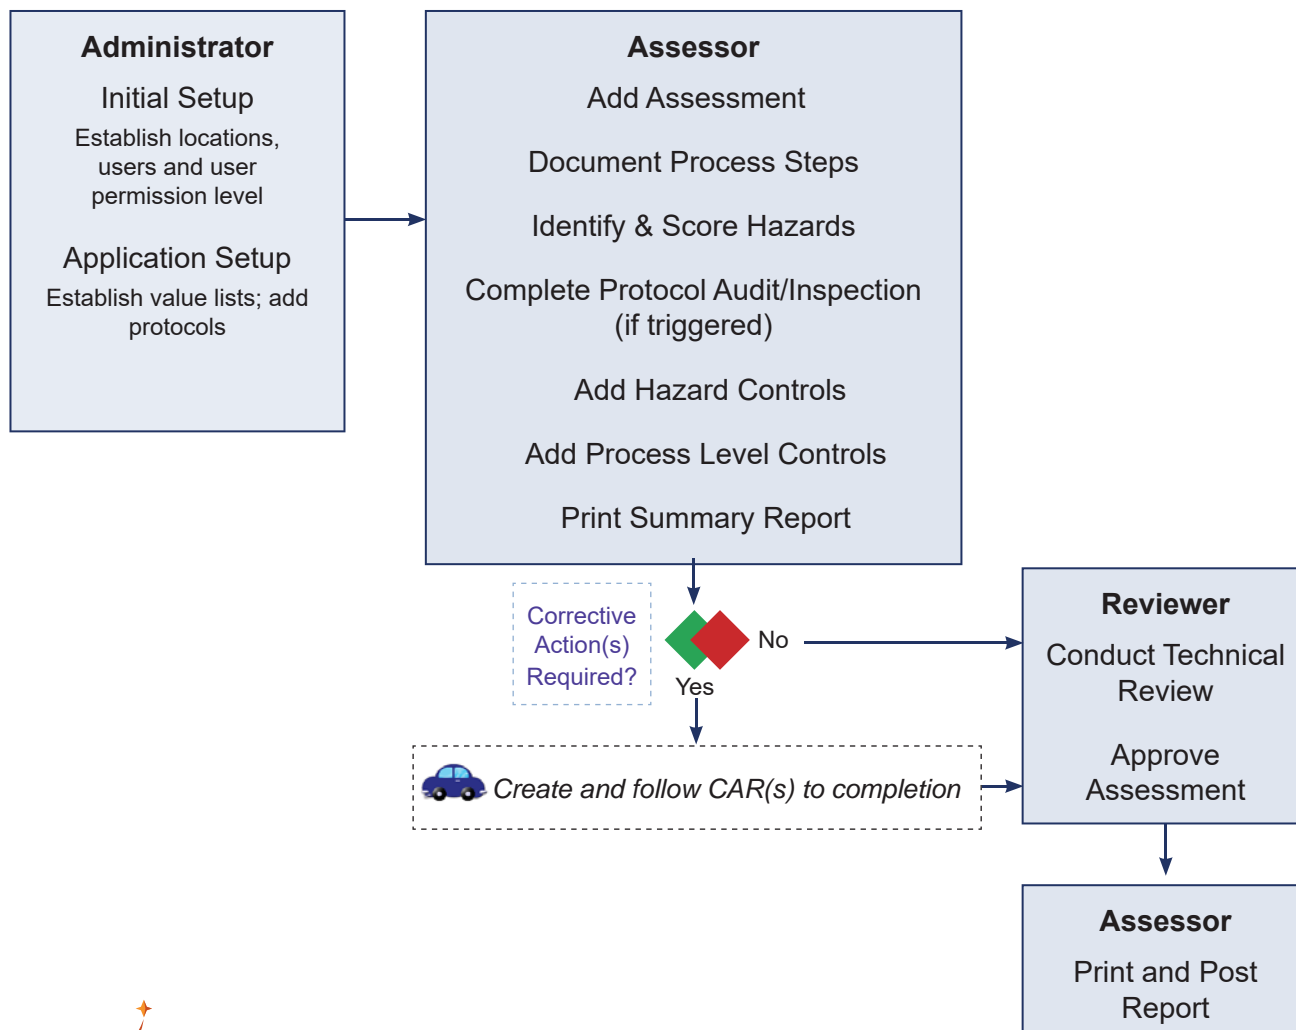 Administrator
Initial Setup
Establish locations,
users and user
permission level
Application Setup
Establish value lists; add
protocols
Assessor
Add Assessment
Document Process Steps
Identify & Score Hazards
Complete Protocol Audit/Inspection
(if triggered)
Add Hazard Controls
Add Process Level Controls
Print Summary Report
Corrective
Action(s)
Required?
No
Yes
Create and follow CAR(s) to completion
Reviewer
Conduct Technical
Review
Approve
Assessment
Assessor
Print and Post
Report